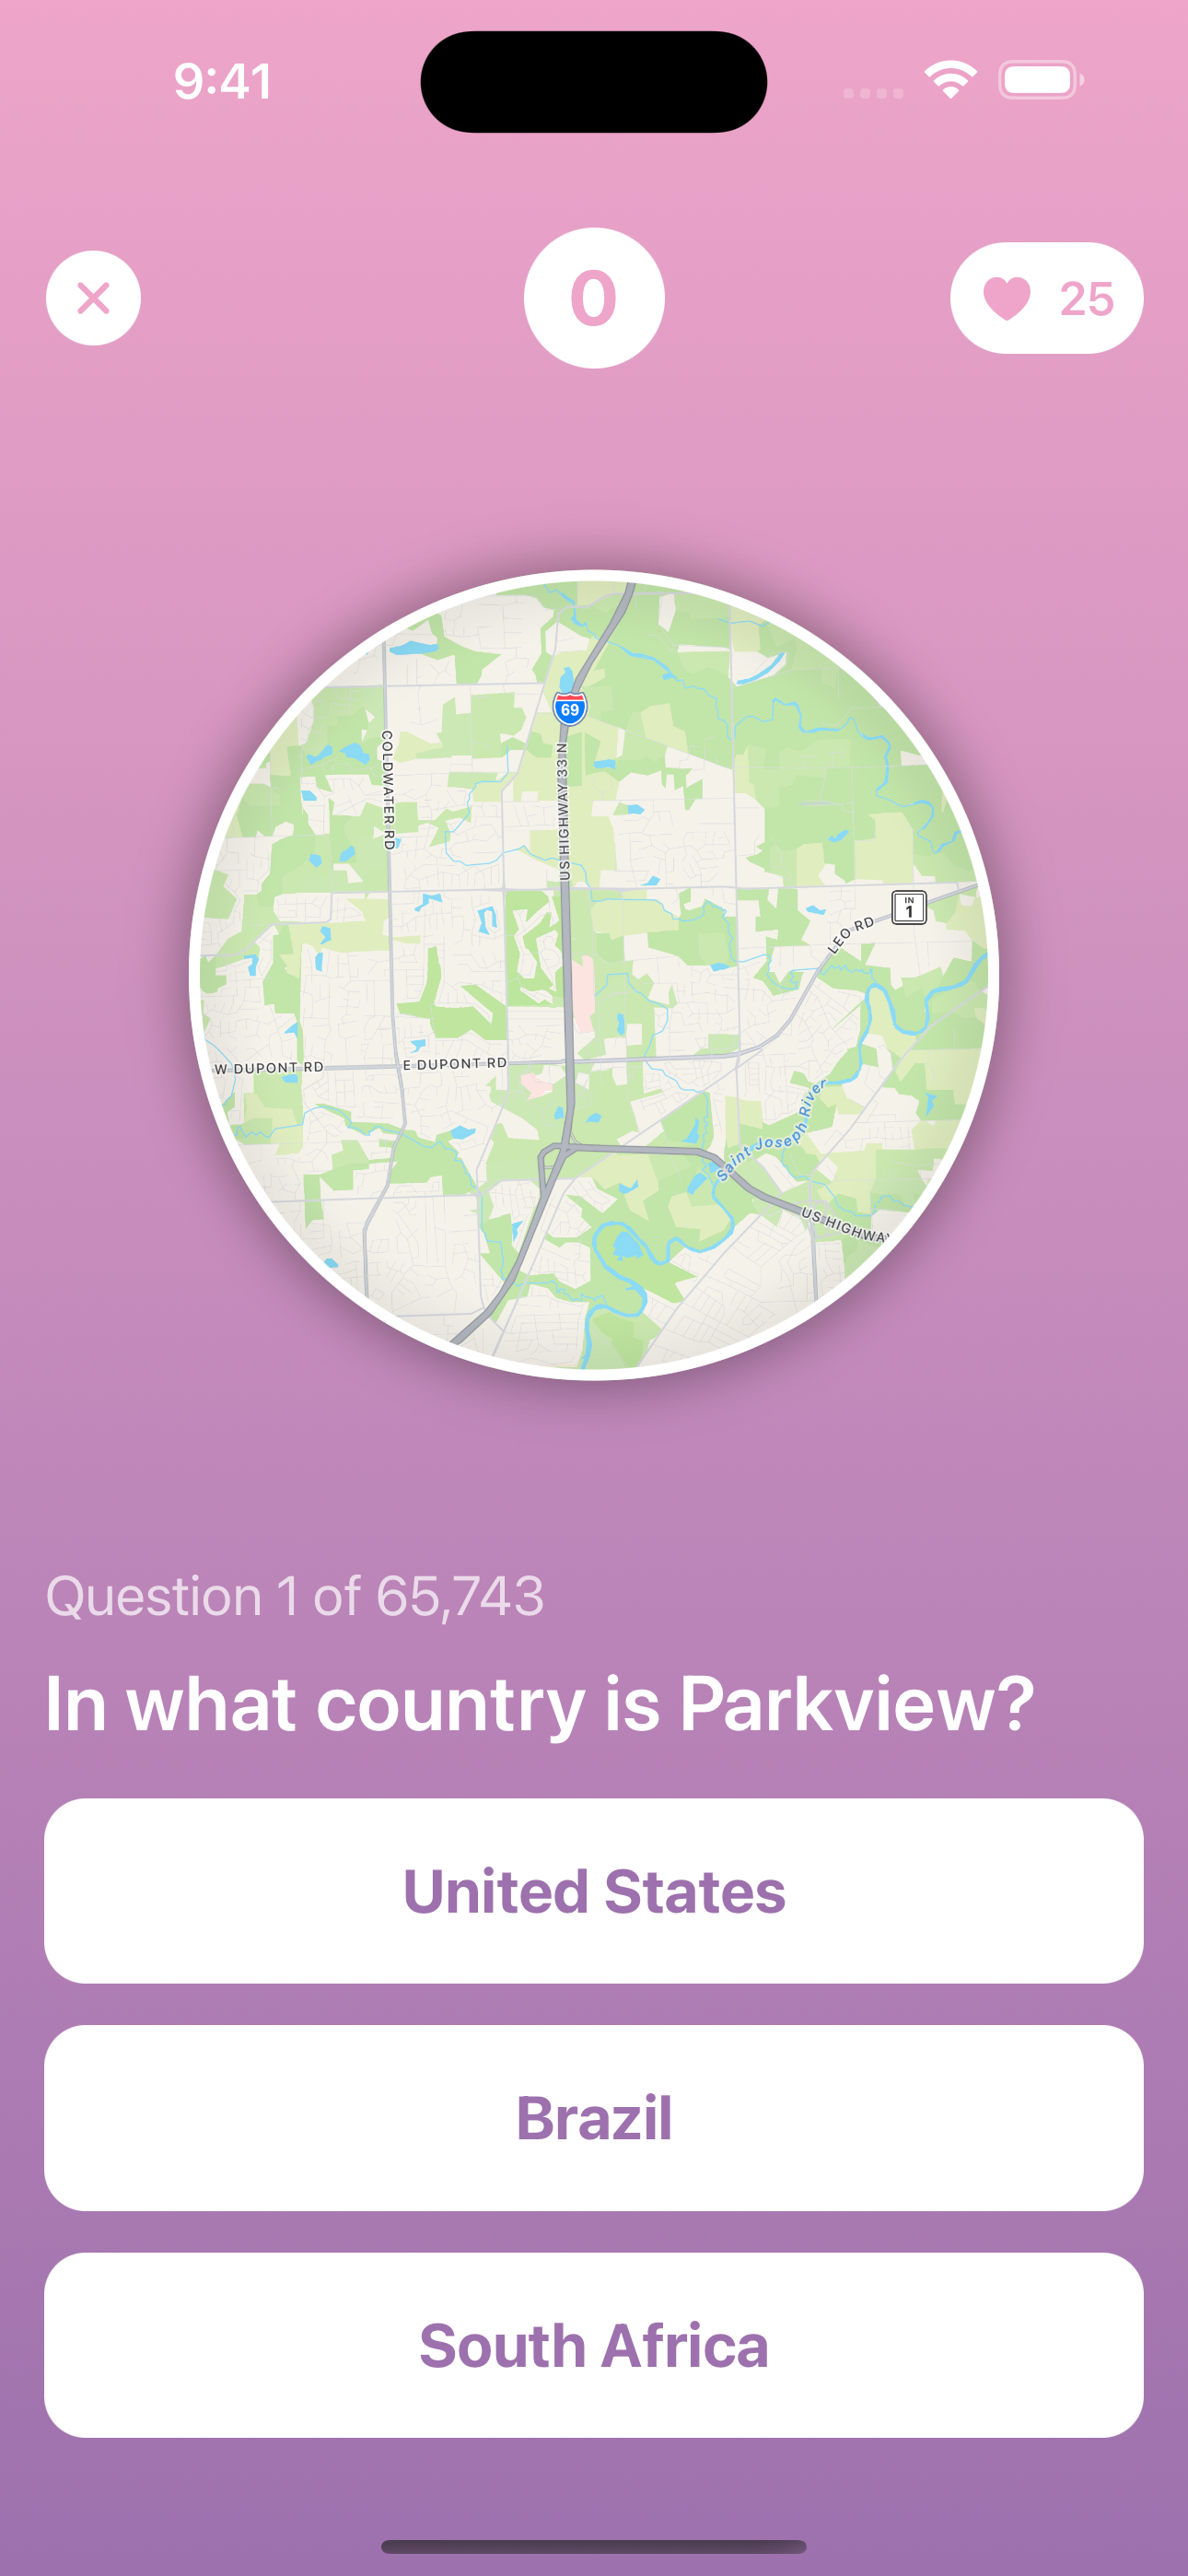 9:41
0
25
69
COLDWATER RD
US HIGHWAY 33 N
IN
1
LEO RD
W DUPONT RD
E DUPONT RD
Saint Joseph River
US HIGHWAY
Question 1 of 65,743
In what country is Parkview?
United States
Brazil
South Africa